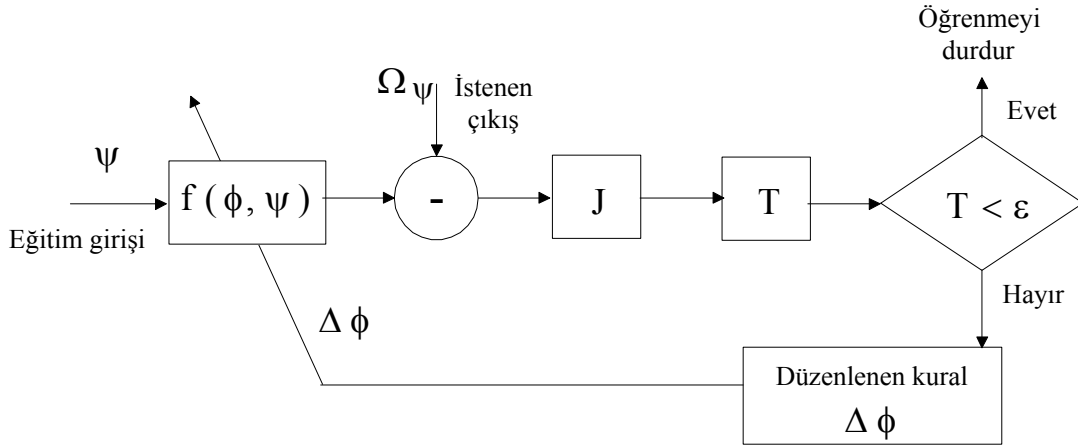 Öğrenmeyi
durdur
Ω ψ
İstenen
çıkış
Evet
ψ
f ( ϕ, ψ )
-
J
T
T < ε
Eğitim girişi
Hayır
Δ ϕ
Düzenlenen kural
Δ ϕ